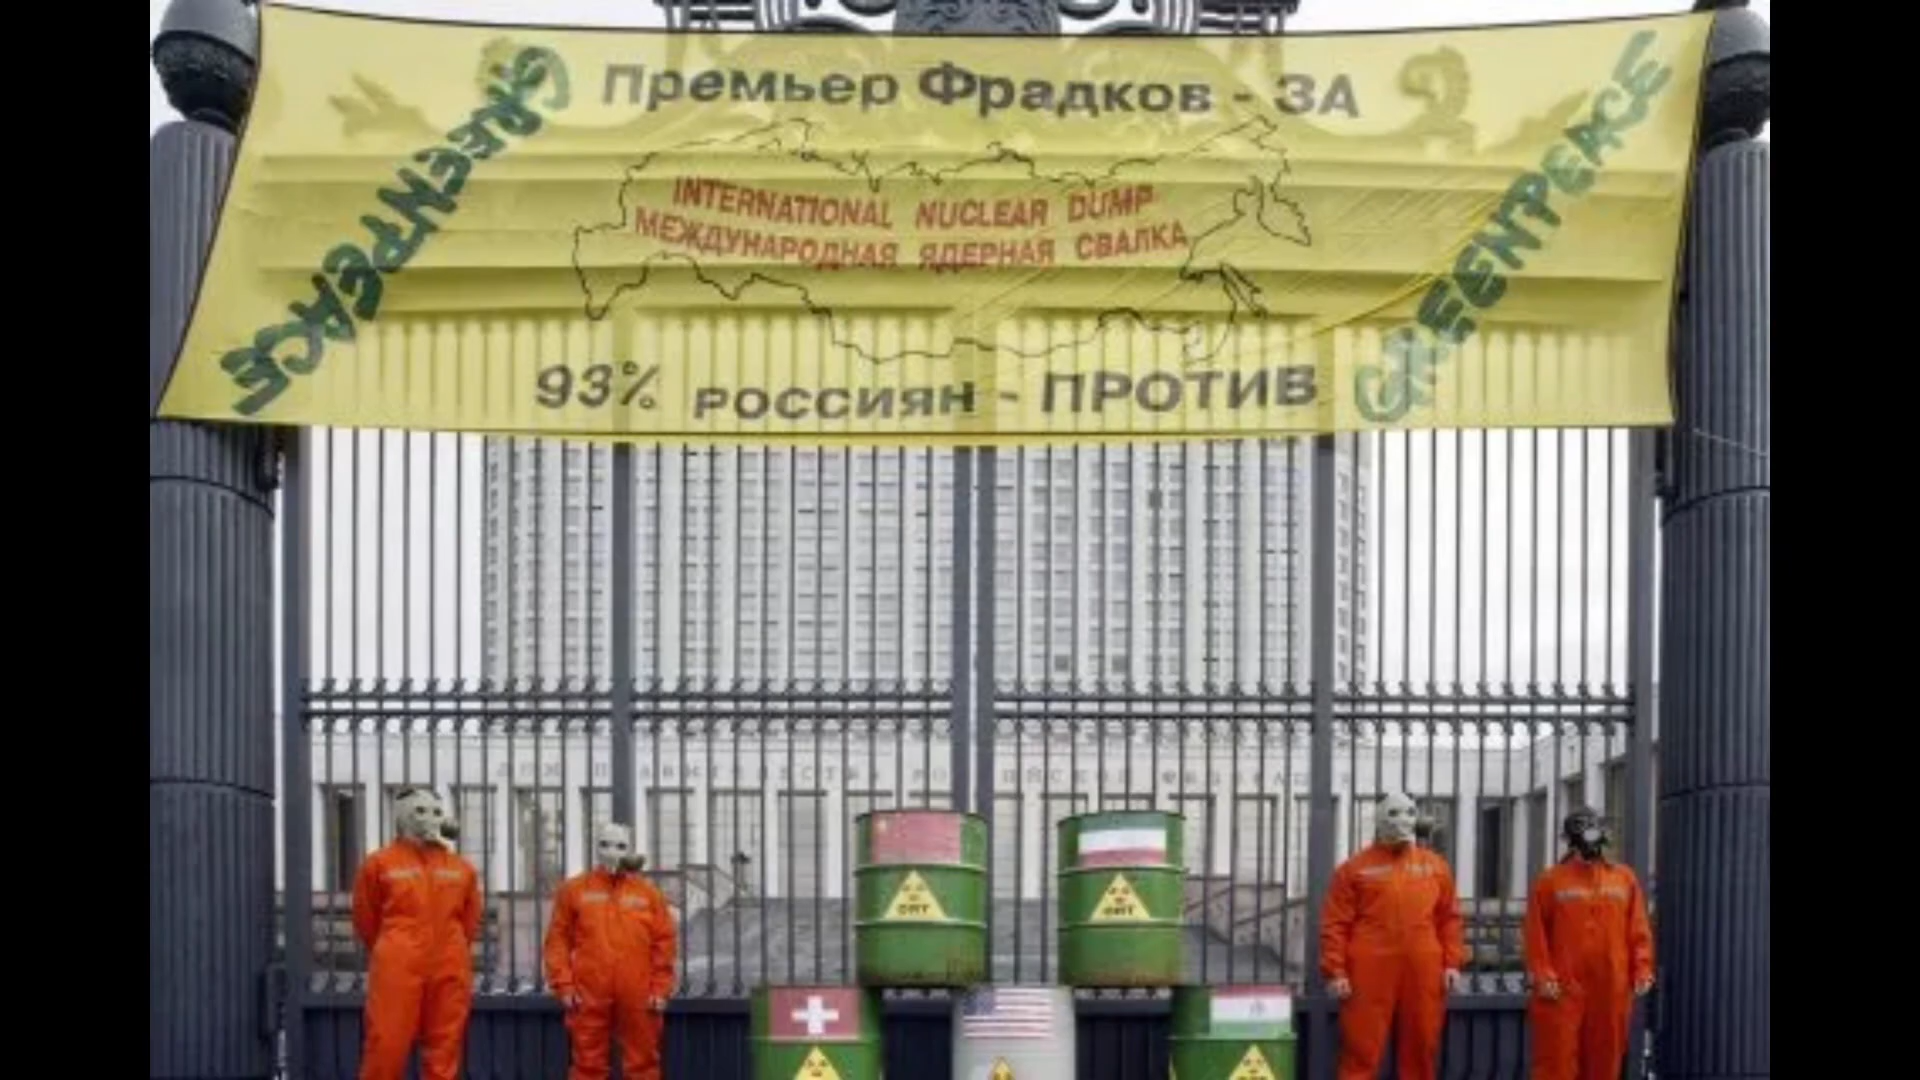 Премьер Фрадков - ЗА
GREENPEACE
GREENPEACE
INTERNATIONAL NUCLEAR DUMP
МЕЖДУНАРОДНАЯ ЯДЕРНАЯ СВАЛКА
93% РОССИЯН - ПРОТИВ